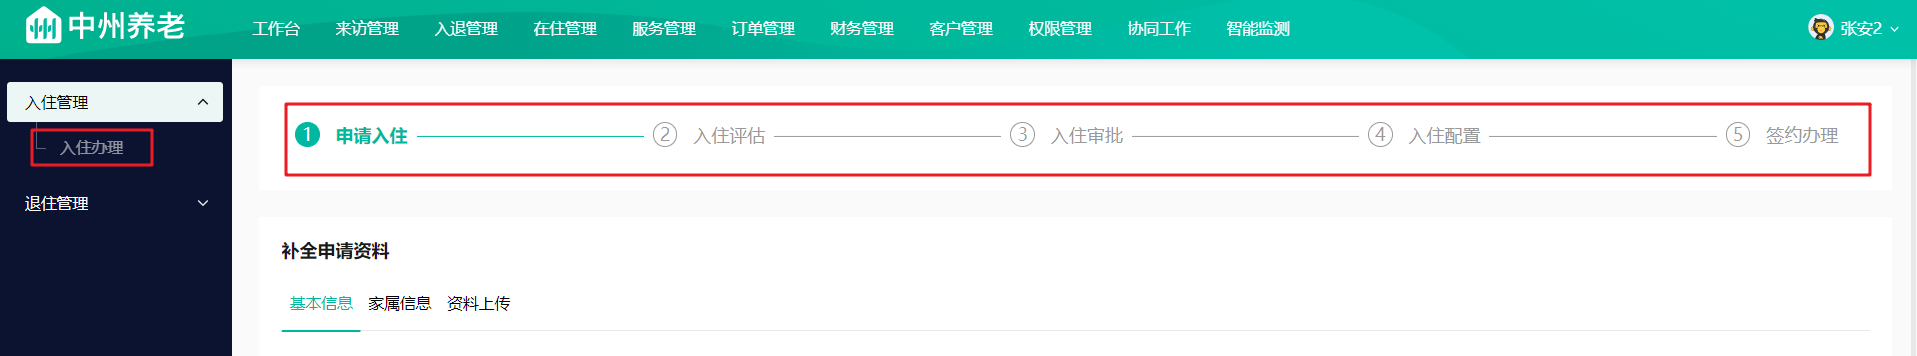 中州养老
工作台 来访管理 入退管理 在住管理 服务管理 订单管理 财务管理 客户管理 权限管理 协同工作 智能监测 张安2
入住管理
入住办理
退住管理
1 申请入住 2 入住评估 3 入住审批 4 入住配置 5 签约办理
补全申请资料
基本信息 家属信息 资料上传